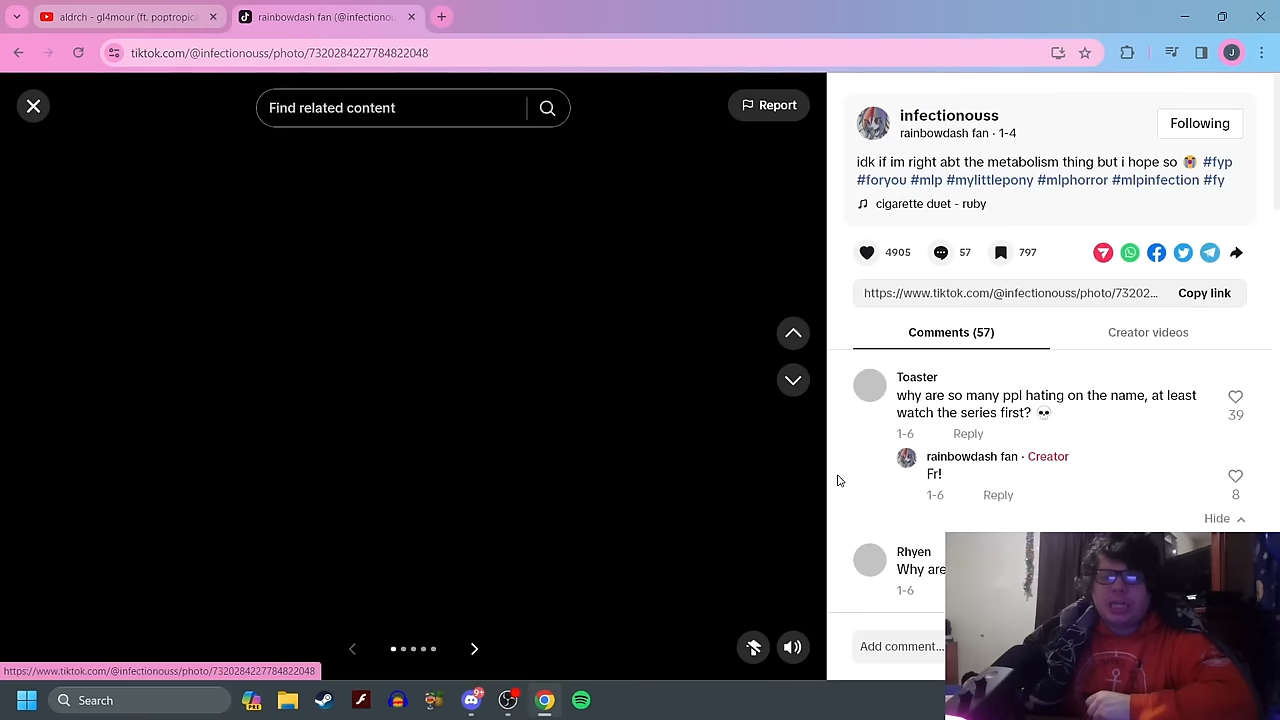 aldrch - gl4mour (ft. poptropic
rainbowdash fan (@infectionou
tiktok.com/@infectionouss/photo/7320284227784822048
J
Find related content
Report
infectionouss
rainbowdash fan · 1-4
Following
idk if im right abt the metabolism thing but i hope so 😭 #fyp
#foryou #mlp #mylittlepony #mlphorror #mlpinfection #fy
cigarette duet - ruby
4905
57
797
https://www.tiktok.com/@infectionouss/photo/73202...
Copy link
Comments (57)
Creator videos
Toaster
why are so many ppl hating on the name, at least
watch the series first? 💀
39
1-6
Reply
rainbowdash fan · Creator
Fr!
1-6
Reply
8
Hide
Rhyen
Why are
1-6
Add comment...
https://www.tiktok.com/@infectionouss/photo/7320284227784822048
Search
9+